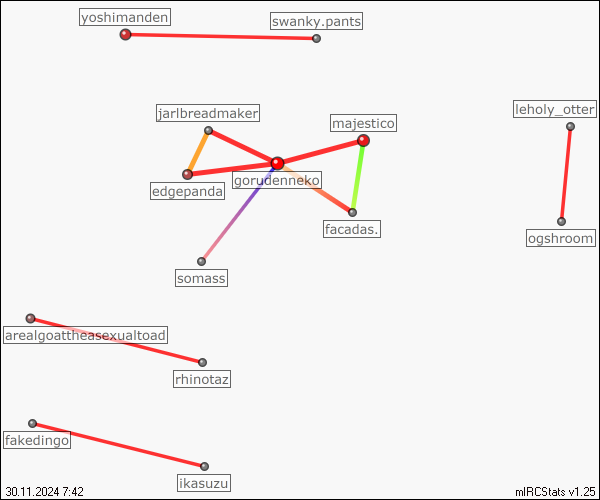 yoshimanden
swanky.pants
jarlbreadmaker
leholy_otter
majestico
gorudenneko
edgepanda
facadas.
ogshroom
somass
arealgoattheasexualtoad
rhinotaz
fakedingo
ikasuzu
30.11.2024 7:42
mIRCStats v1.25